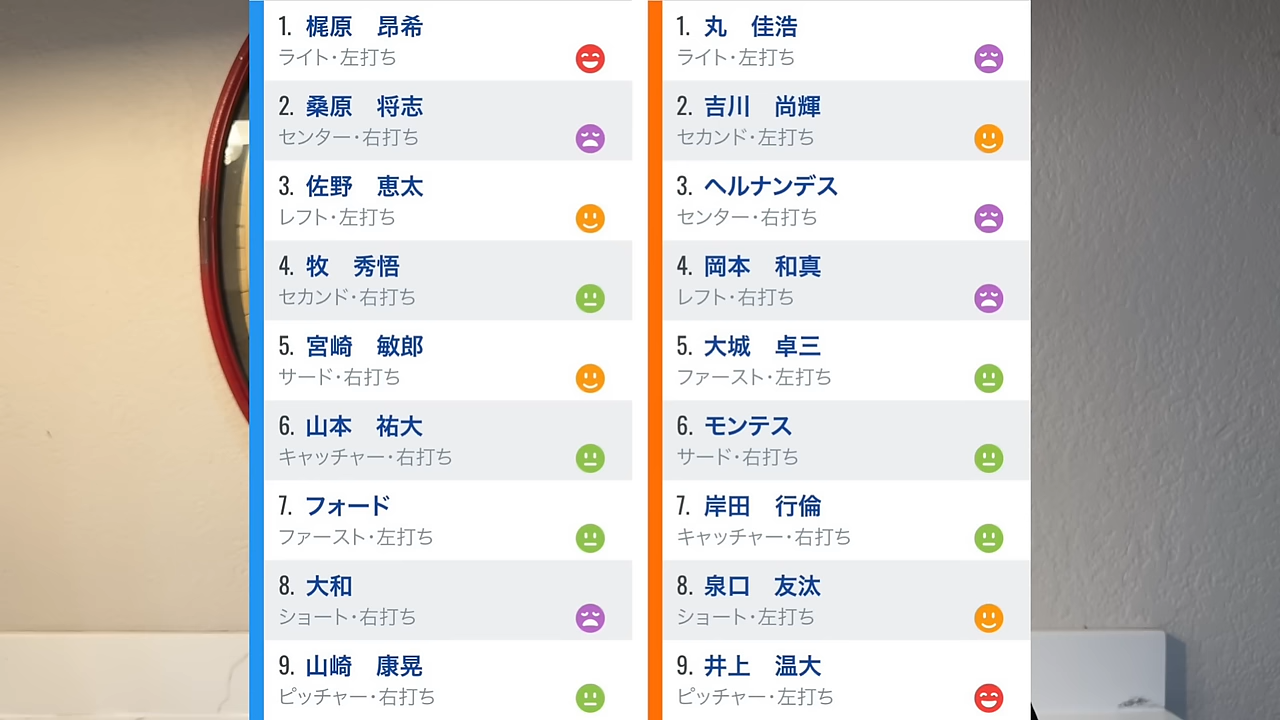 1. 梶原 昂希
ライト・左打ち
2. 桑原 将志
センター・右打ち
3. 佐野 恵太
レフト・左打ち
4. 牧 秀悟
セカンド・右打ち
5. 宮崎 敏郎
サード・右打ち
6. 山本 祐大
キャッチャー・右打ち
7. フォード
ファースト・左打ち
8. 大和
ショート・右打ち
9. 山崎 康晃
ピッチャー・右打ち
1. 丸 佳浩
ライト・左打ち
2. 吉川 尚輝
セカンド・左打ち
3. ヘルナンデス
センター・右打ち
4. 岡本 和真
レフト・右打ち
5. 大城 卓三
ファースト・左打ち
6. モンテス
サード・右打ち
7. 岸田 行倫
キャッチャー・右打ち
8. 泉口 友汰
ショート・左打ち
9. 井上 温大
ピッチャー・左打ち